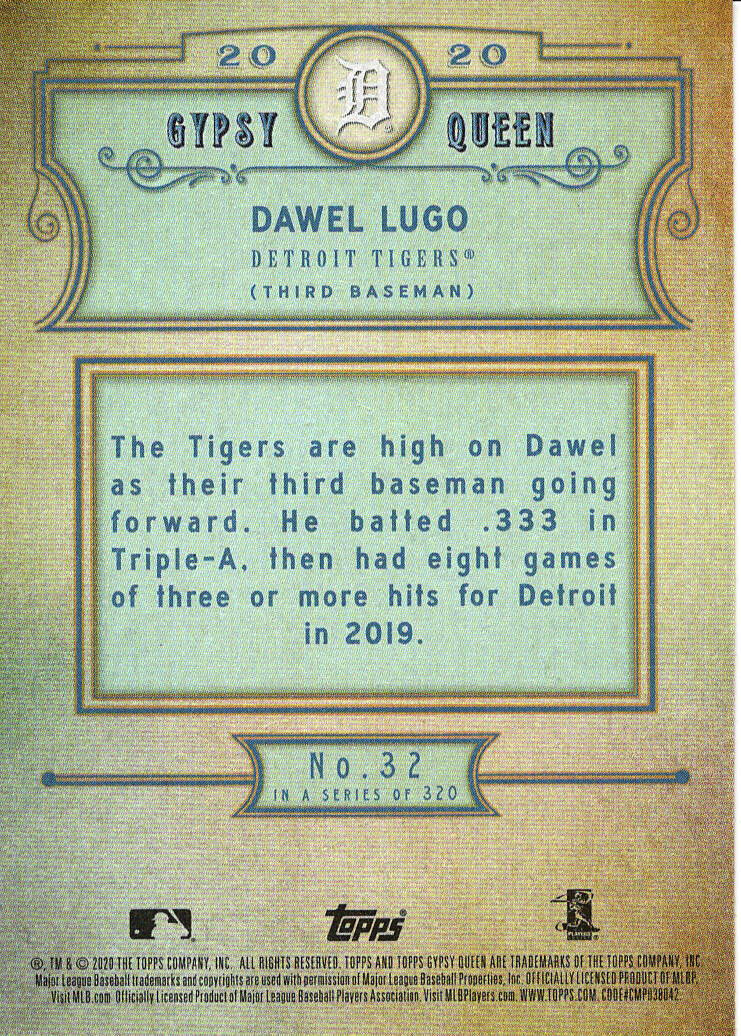 20 20
D
GYPSY QUEEN
DAWEL LUGO
DETROIT TIGERS®
(THIRD BASEMAN)
The Tigers are high on Dawel
as their third baseman going
forward. He batted .333 in
Triple-A, then had eight games
of three or more hits for Detroit
in 2019.
No. 32
IN A SERIES OF 320
TOPPS®
®, TM & © 2020 THE TOPPS COMPANY, INC. ALL RIGHTS RESERVED. TOPPS AND TOPPS GYPSY QUEEN ARE TRADEMARKS OF THE TOPPS COMPANY, INC.
Major League Baseball trademarks and copyrights are used with permission of Major League Baseball Properties, Inc. OFFICIALLY LICENSED PRODUCT OF MLBP.
Visit MLB.com. Officially Licensed Product of Major League Baseball Players Association. Visit MLBPlayers.com. WWW.TOPPS.COM. CODE#CMP938042.